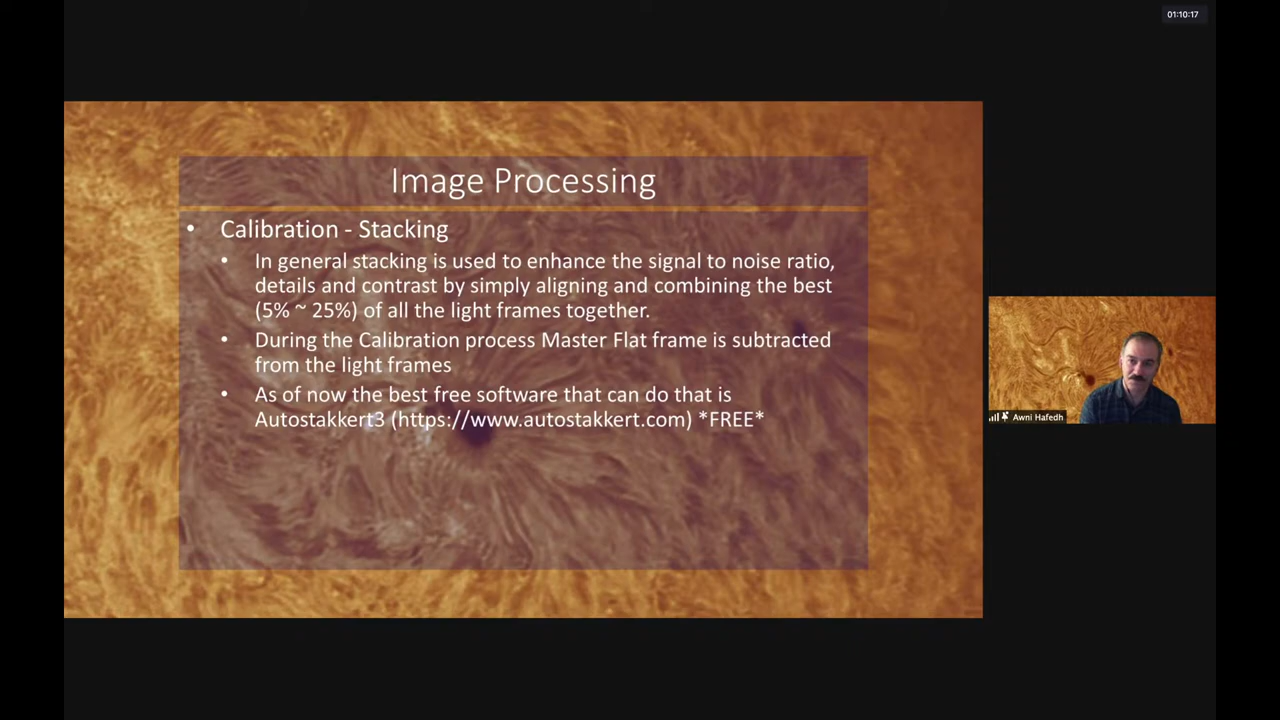 01:10:17
Image Processing
• Calibration - Stacking
• In general stacking is used to enhance the signal to noise ratio,
details and contrast by simply aligning and combining the best
(5% ~ 25%) of all the light frames together.
• During the Calibration process Master Flat frame is subtracted
from the light frames
• As of now the best free software that can do that is
Autostakkert3 (https://www.autostakkert.com) *FREE*
Awni Hafedh